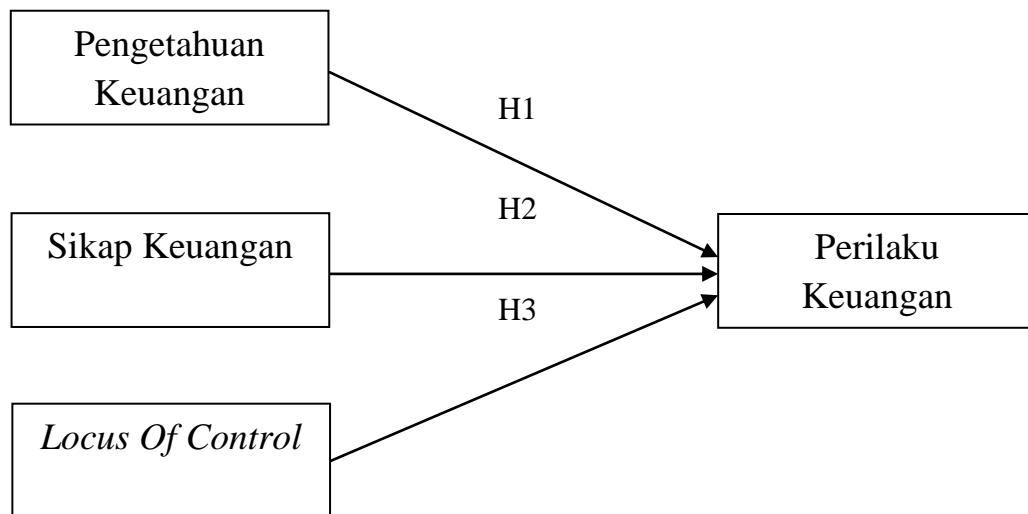 Pengetahuan
Keuangan
H1
H2
Sikap Keuangan
Perilaku
Keuangan
H3
Locus Of Control